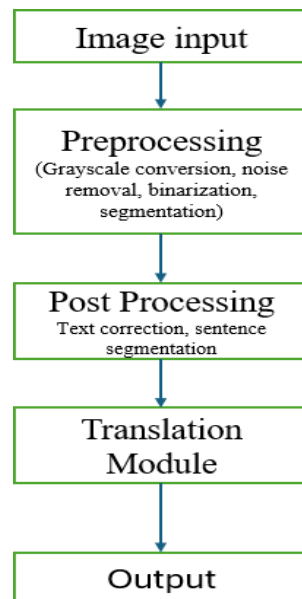 Image input
Preprocessing
(Grayscale conversion, noise
removal, binarization,
segmentation)
Post Processing
Text correction, sentence
segmentation
Translation
Module
Output